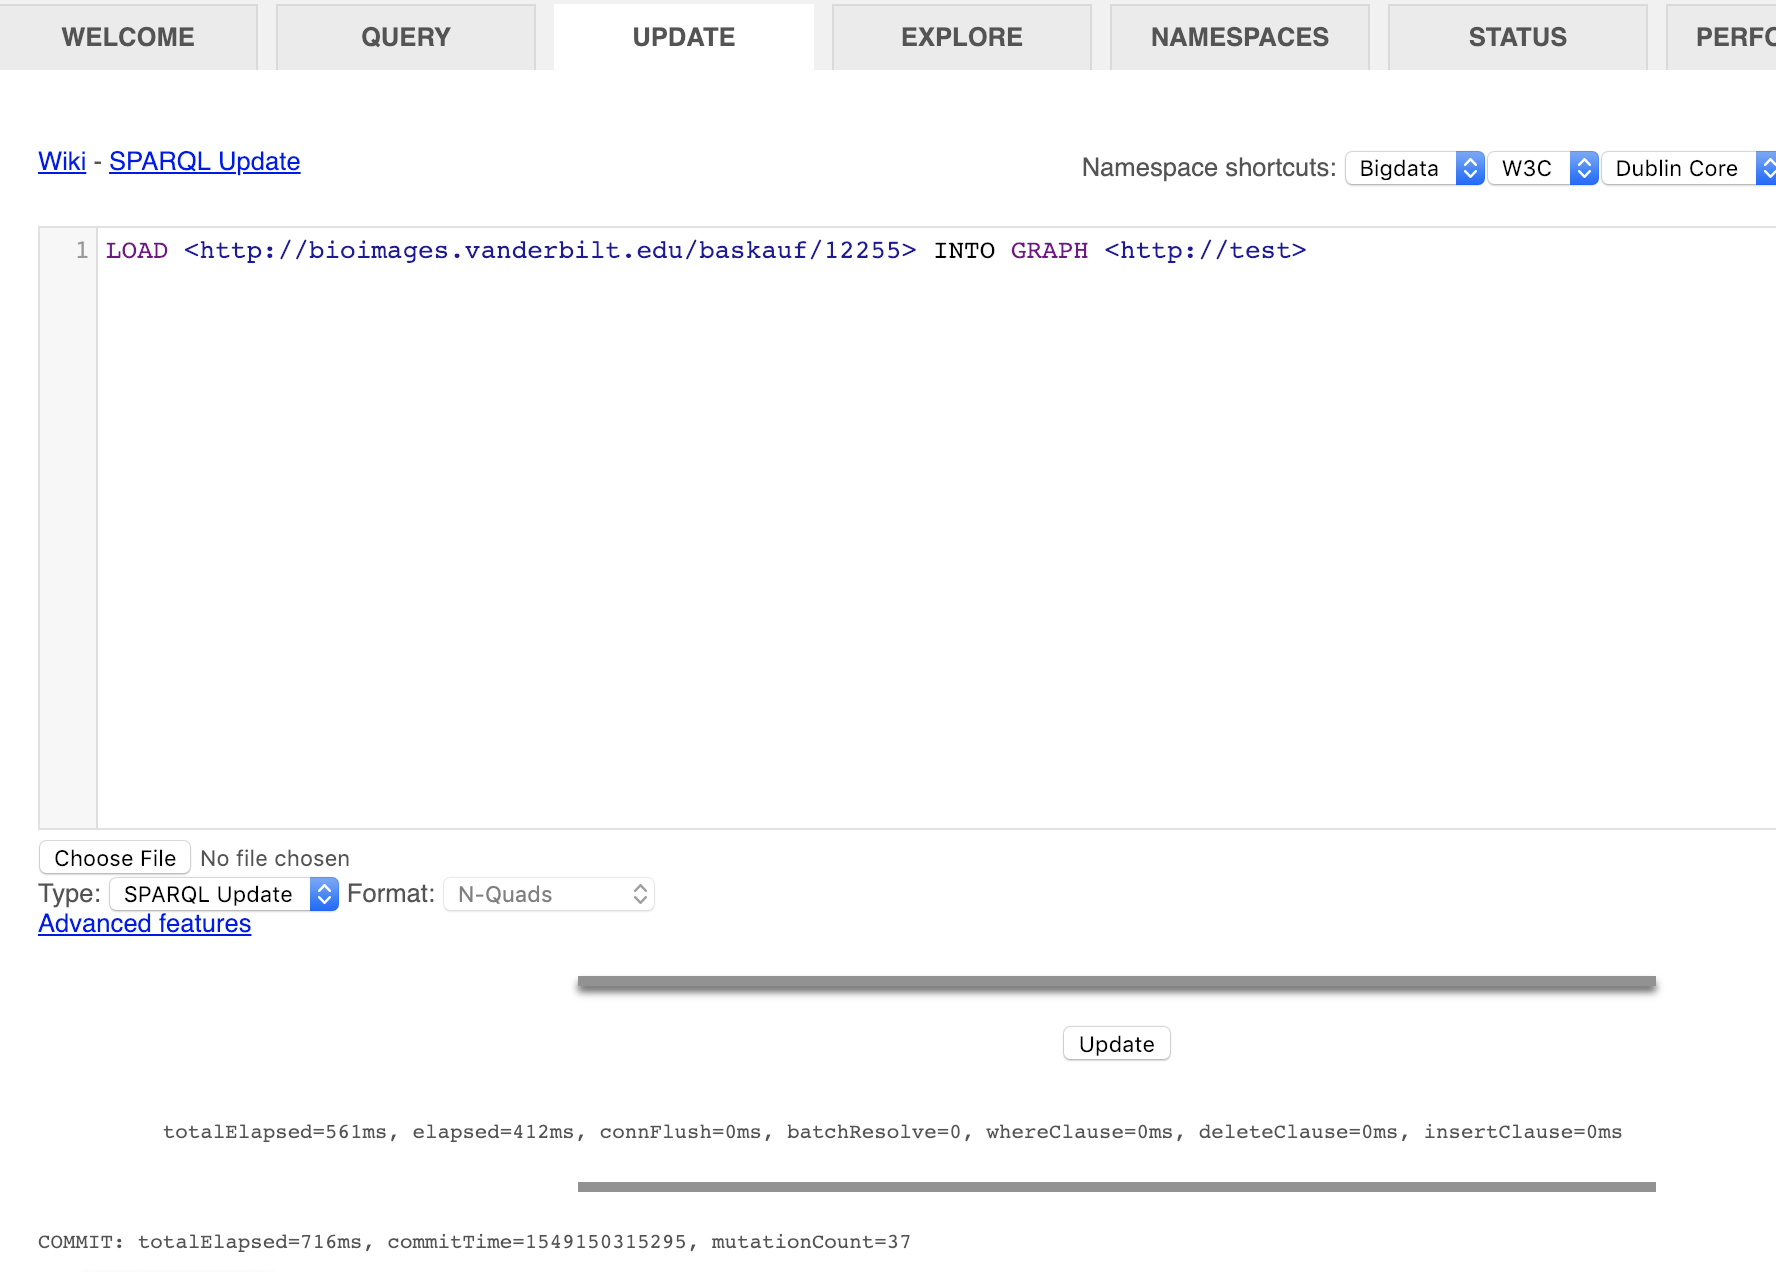 WELCOME QUERY UPDATE EXPLORE NAMESPACES STATUS PERFO
Wiki - SPARQL Update Namespace shortcuts: Bigdata W3C Dublin Core
1 LOAD <http://bioimages.vanderbilt.edu/baskauf/12255> INTO GRAPH <http://test>
Choose File No file chosen
Type: SPARQL Update Format: N-Quads
Advanced features
Update
totalElapsed=561ms, elapsed=412ms, connFlush=0ms, batchResolve=0, whereClause=0ms, deleteClause=0ms, insertClause=0ms
COMMIT: totalElapsed=716ms, commitTime=1549150315295, mutationCount=37